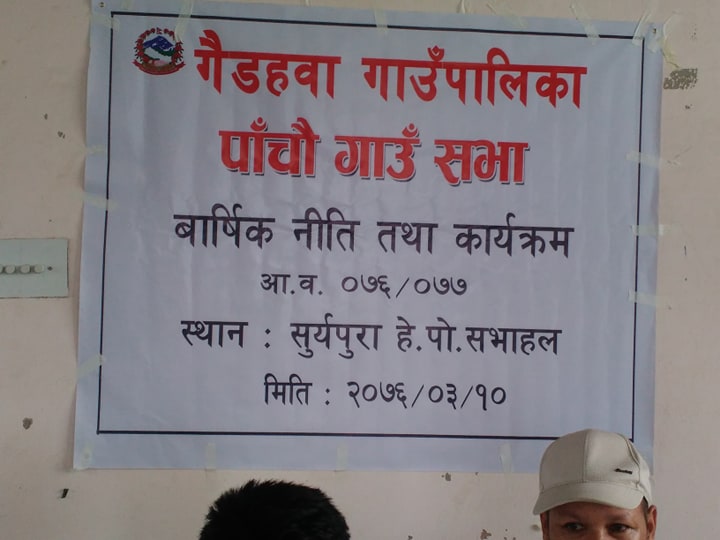 गैडहवा गाउँपालिका
पाँचौ गाउँ सभा
बार्षिक नीति तथा कार्यक्रम
आ.व. ०७६/०७७
स्थान : सुर्यपुरा हे.पो.सभाहल
मिति : २०७६/०३/१०